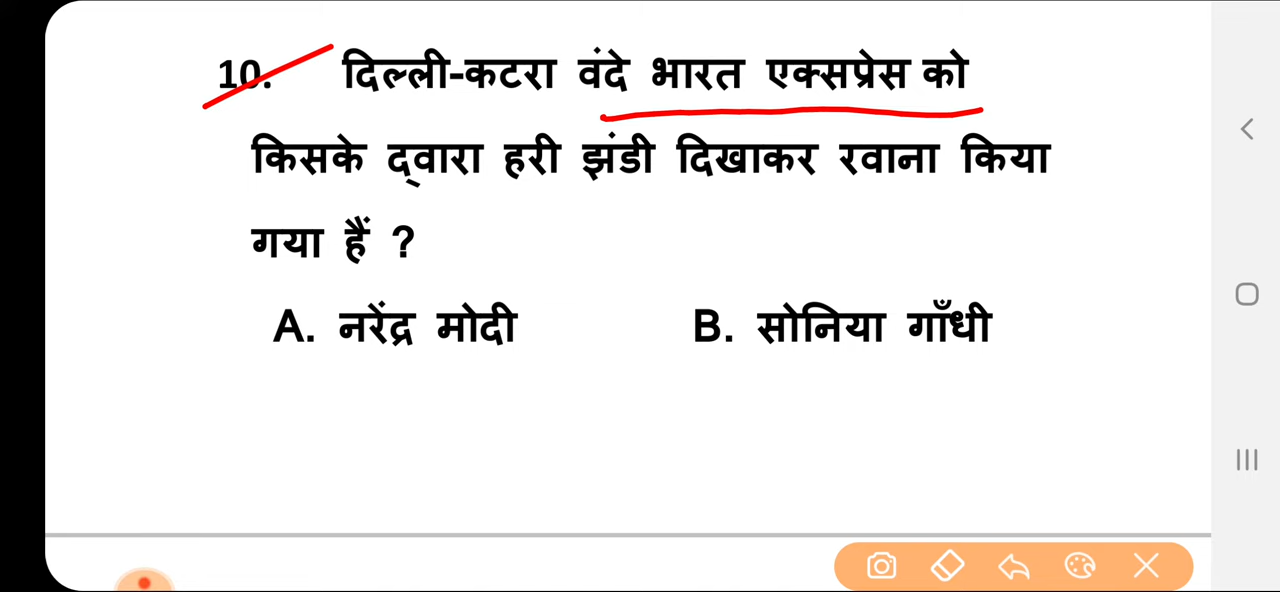 10. दिल्ली-कटरा वंदे भारत एक्सप्रेस को
किसके द्वारा हरी झंडी दिखाकर रवाना किया
गया हैं ?
A. नरेंद्र मोदी B. सोनिया गाँधी